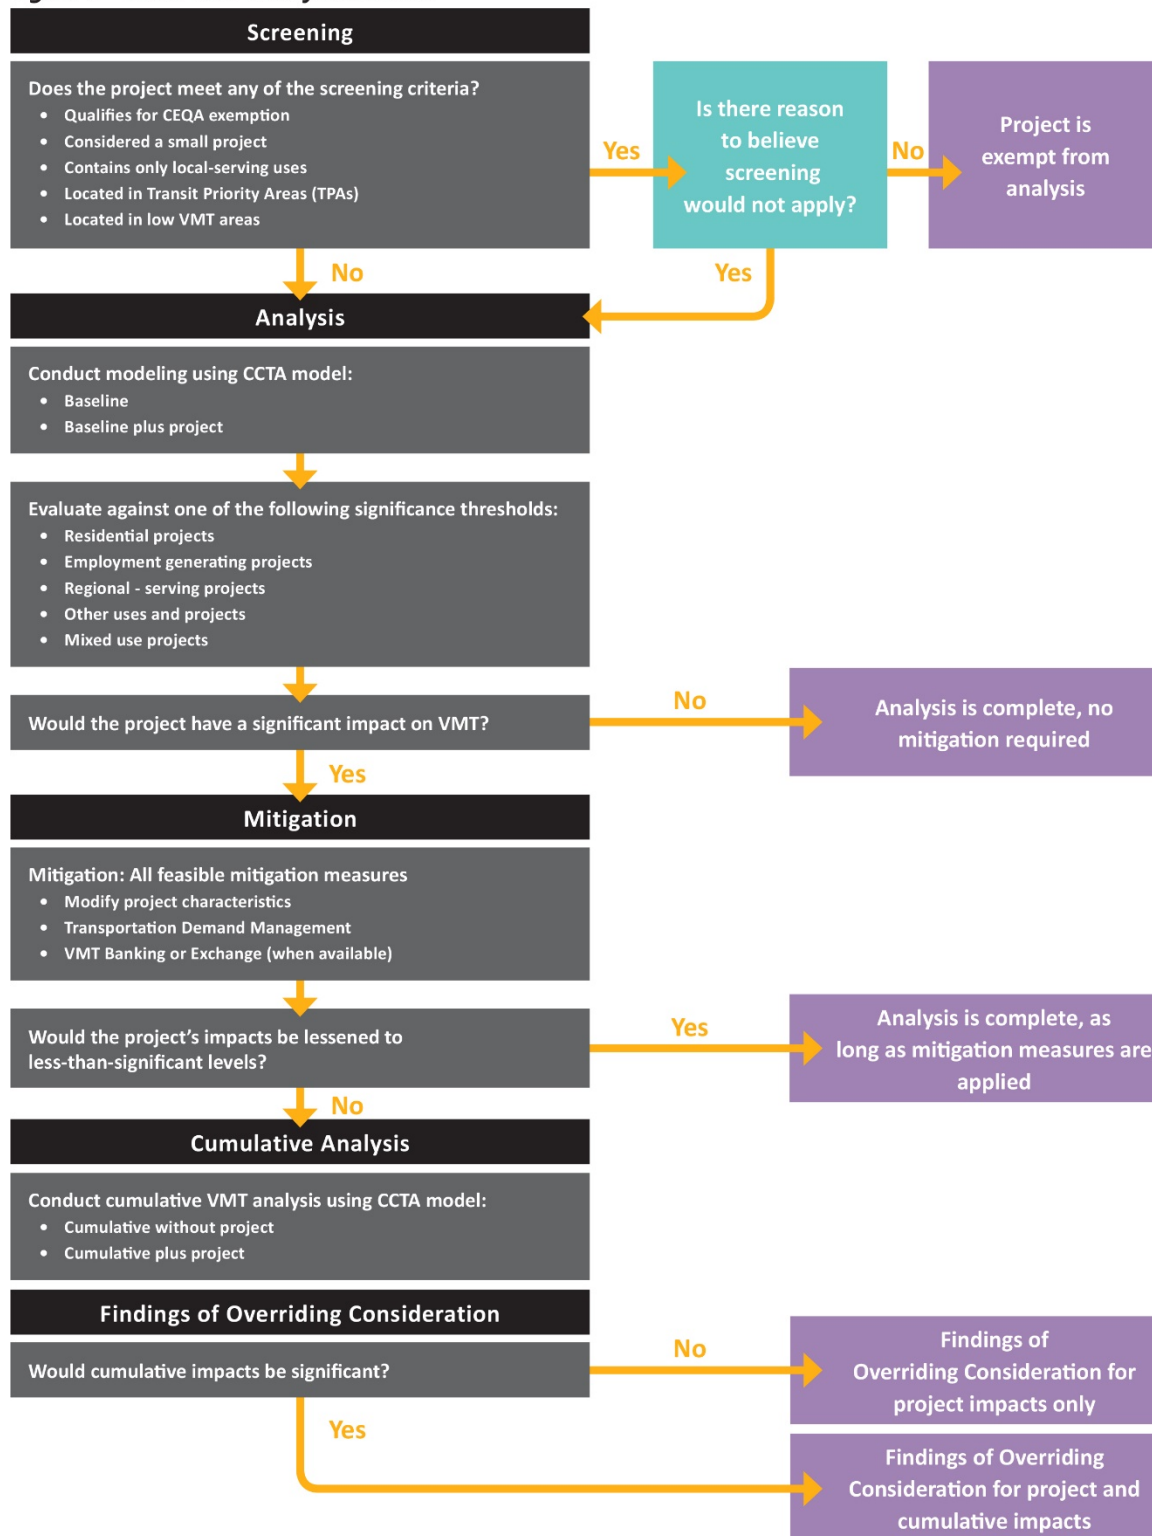 Screening
Does the project meet any of the screening criteria?
• Qualifies for CEQA exemption
• Considered a small project
• Contains only local-serving uses
• Located in Transit Priority Areas (TPAs)
• Located in low VMT areas
Yes
Is there reason
to believe
screening
would not apply?
No
Project is
exempt from
analysis
No
Yes
Analysis
Conduct modeling using CCTA model:
• Baseline
• Baseline plus project
Evaluate against one of the following significance thresholds:
• Residential projects
• Employment generating projects
• Regional - serving projects
• Other uses and projects
• Mixed use projects
Would the project have a significant impact on VMT?
No
Analysis is complete, no
mitigation required
Yes
Mitigation
Mitigation: All feasible mitigation measures
• Modify project characteristics
• Transportation Demand Management
• VMT Banking or Exchange (when available)
Would the project’s impacts be lessened to
less-than-significant levels?
Yes
Analysis is complete, as
long as mitigation measures are
applied
No
Cumulative Analysis
Conduct cumulative VMT analysis using CCTA model:
• Cumulative without project
• Cumulative plus project
Findings of Overriding Consideration
Would cumulative impacts be significant?
No
Findings of
Overriding Consideration for
project impacts only
Yes
Findings of Overriding
Consideration for project and
cumulative impacts